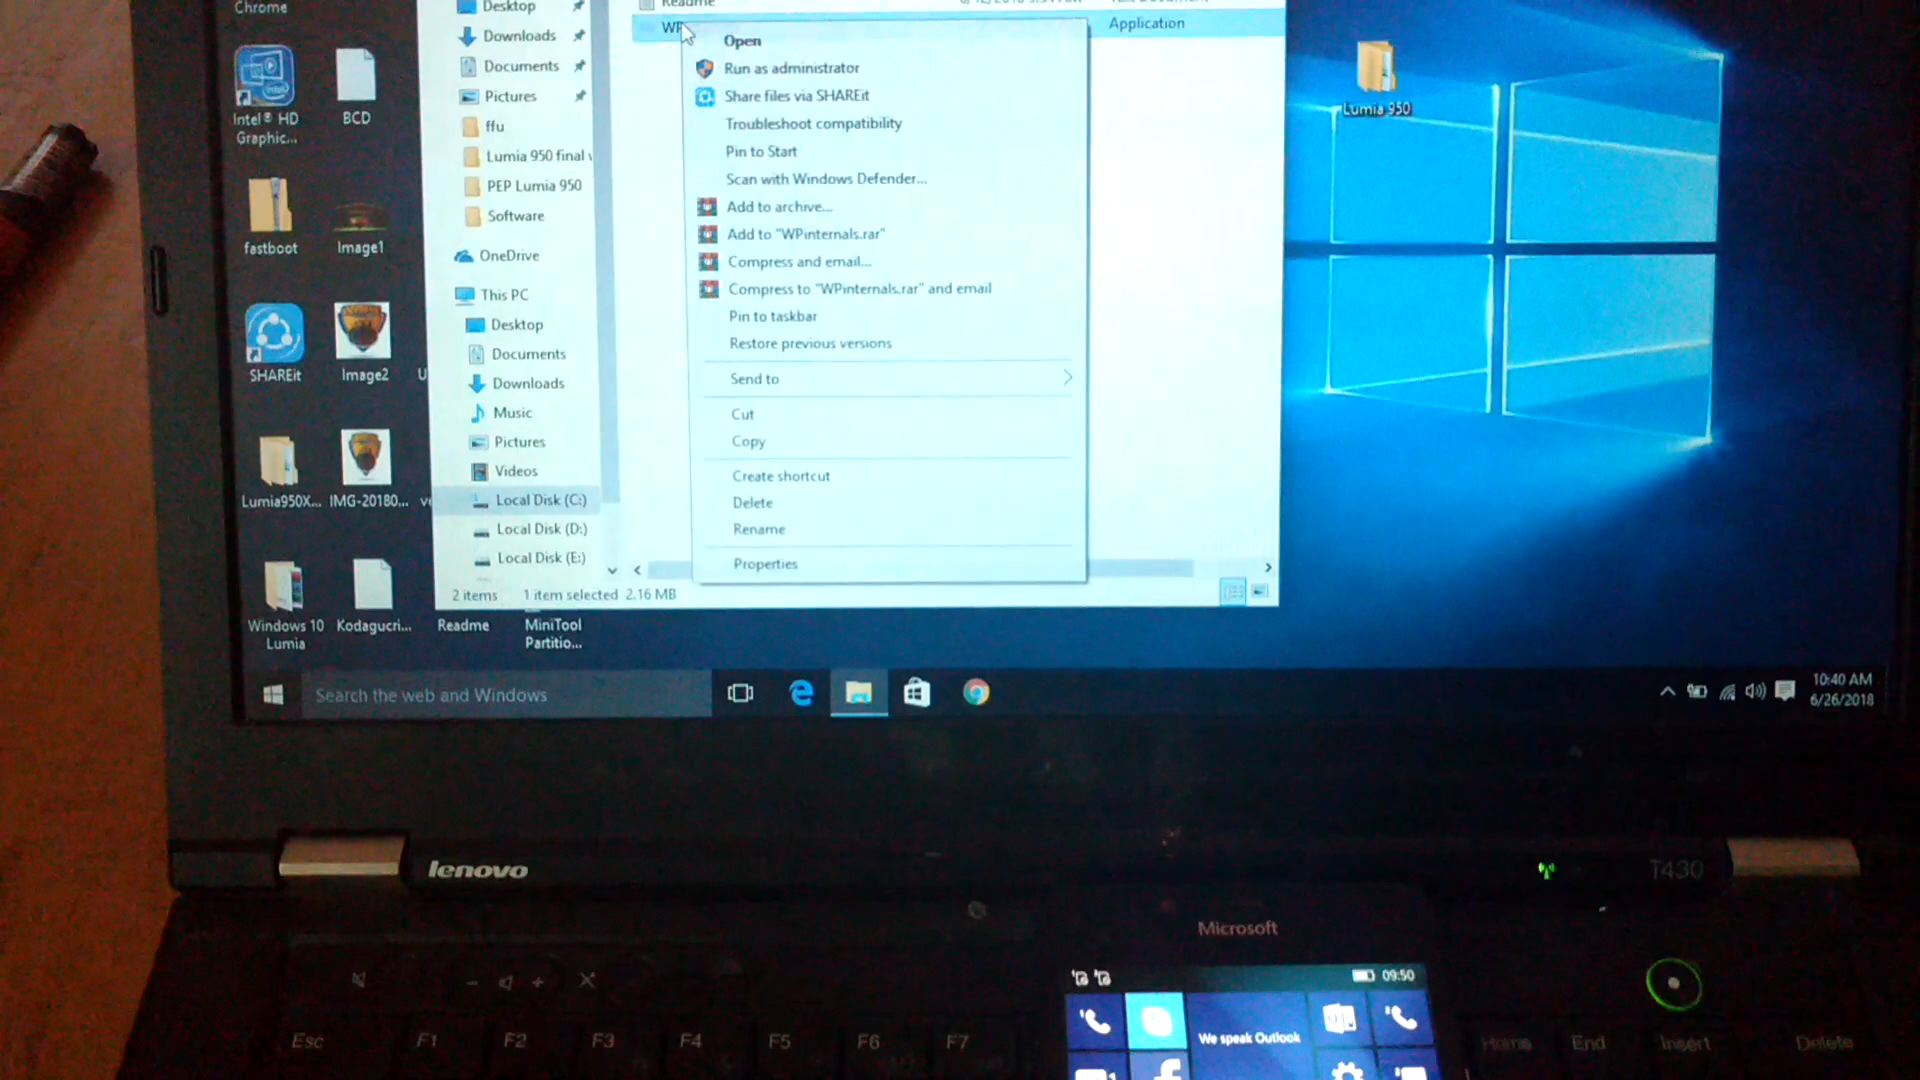 Chrome
Intel® HD
Graphic...
BCD
fastboot
Image1
SHAREit
Image2
Lumia950X...
IMG-20180...
Windows 10
Lumia
Kodagucri...
Readme
MiniTool
Partitio...
Desktop
Downloads
Documents
Pictures
ffu
Lumia 950 final
PEP Lumia 950
Software
OneDrive
This PC
Desktop
Documents
Downloads
Music
Pictures
Videos
Local Disk (C:)
Local Disk (D:)
Local Disk (E:)
2 items 1 item selected 2.16 MB
Readme
Application
Open
Run as administrator
Share files via SHAREit
Troubleshoot compatibility
Pin to Start
Scan with Windows Defender...
Add to archive...
Add to "WPinternals.rar"
Compress and email...
Compress to "WPinternals.rar" and email
Pin to taskbar
Restore previous versions
Send to
Cut
Copy
Create shortcut
Delete
Rename
Properties
Lumia 950
Search the web and Windows
10:40 AM
6/26/2018
lenovo
T430
Microsoft
09:50
We speak Outlook
Esc F1 F2 F3 F4 F5 F6 F7 Home End Insert Delete